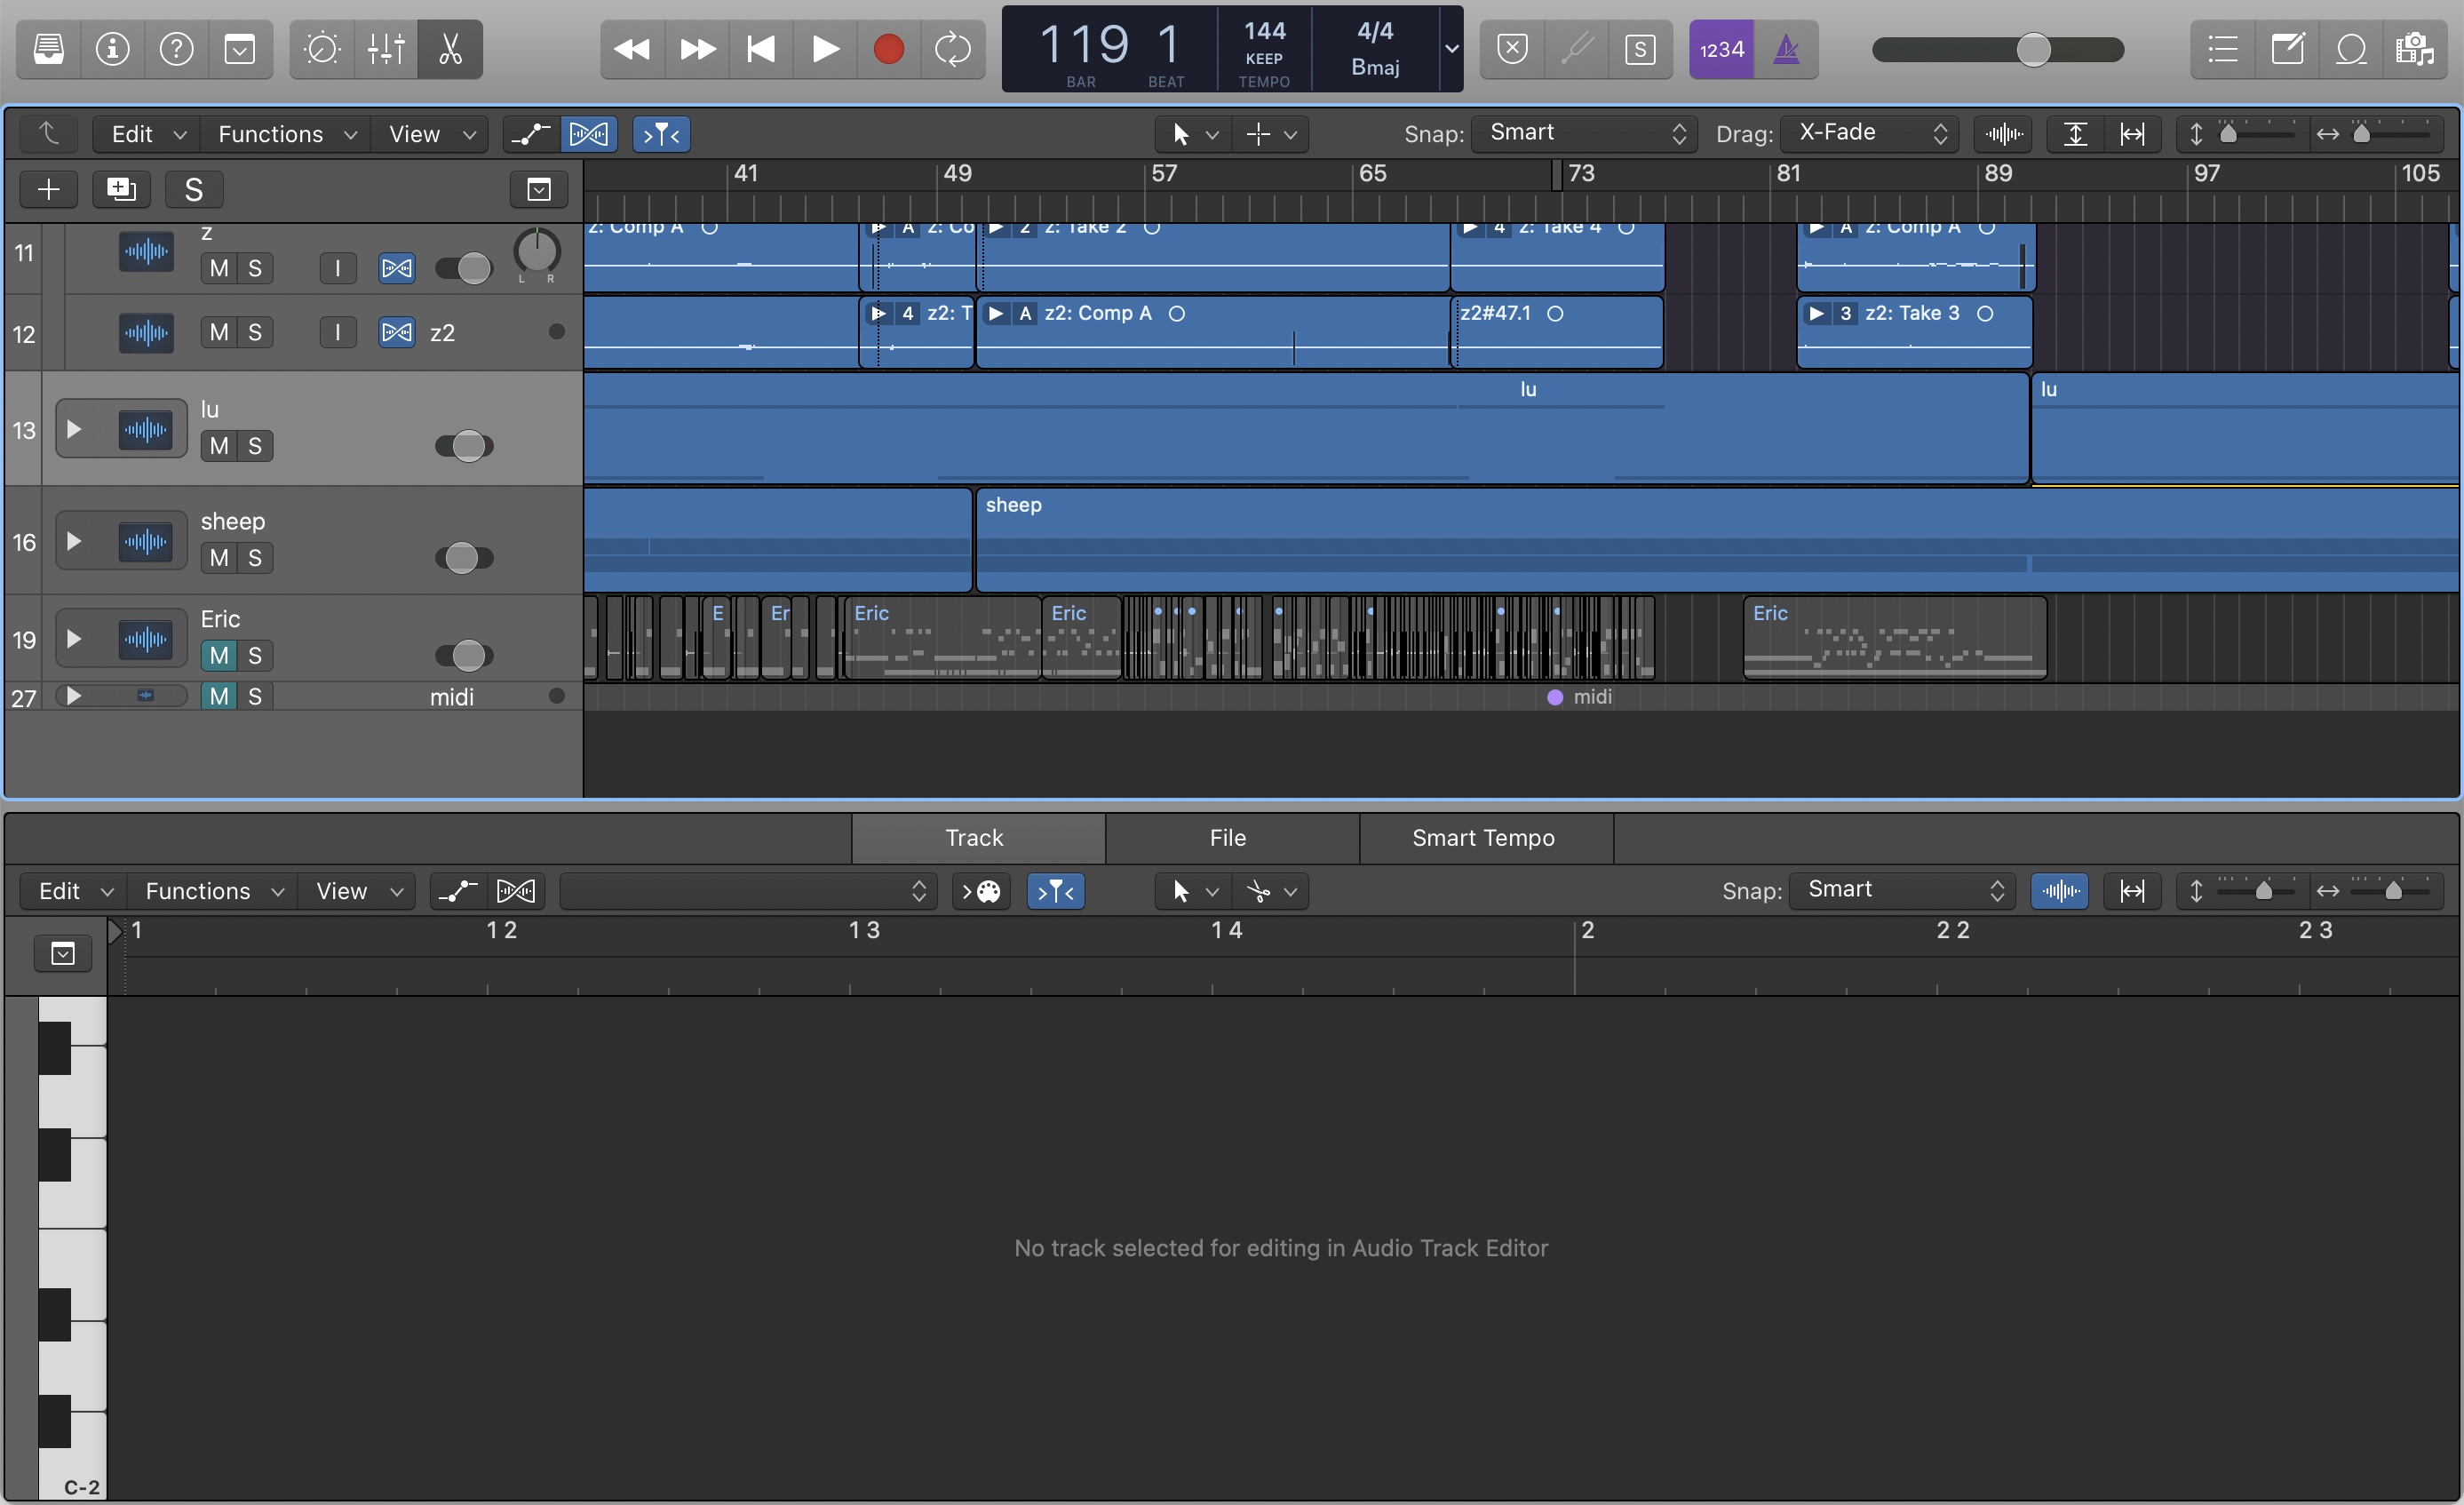 119 1 144 4/4
KEEP Bmaj
BAR BEAT TEMPO
S 1234
Edit Functions View Snap: Smart Drag: X-Fade
S 41 49 57 65 73 81 89 97 105
11 z M S I L R z: Comp A A z: Co 2 z: Take 2 4 z: Take 4 A z: Comp A
12 M S I z2 4 z2: T A z2: Comp A z2#47.1 3 z2: Take 3
13 lu M S lu lu
16 sheep M S sheep
19 Eric M S E Er Eric Eric Eric
27 M S midi midi
Track File Smart Tempo
Edit Functions View Snap: Smart
1 1 2 1 3 1 4 2 2 2 2 3
No track selected for editing in Audio Track Editor
C-2